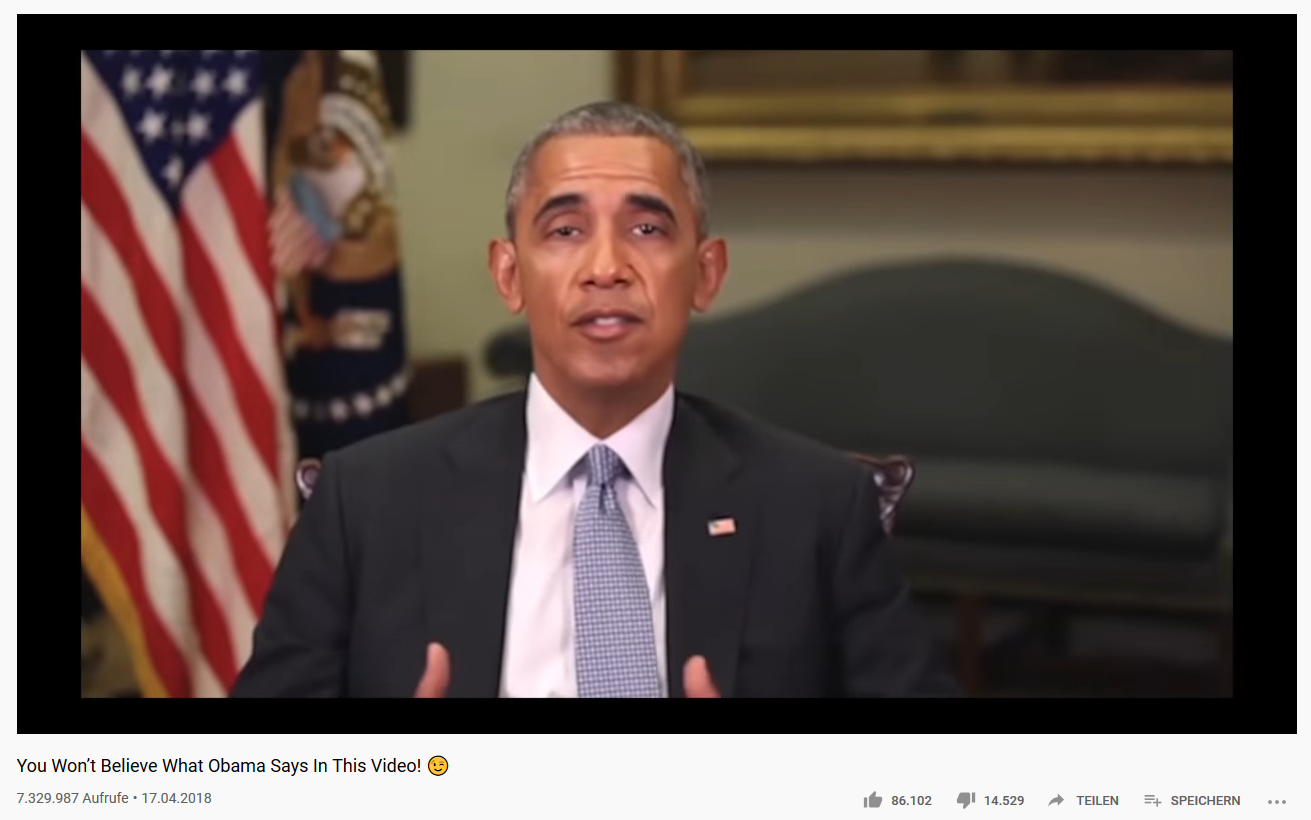 You Won’t Believe What Obama Says In This Video! 😉
7.329.987 Aufrufe • 17.04.2018 86.102 14.529 TEILEN SPEICHERN